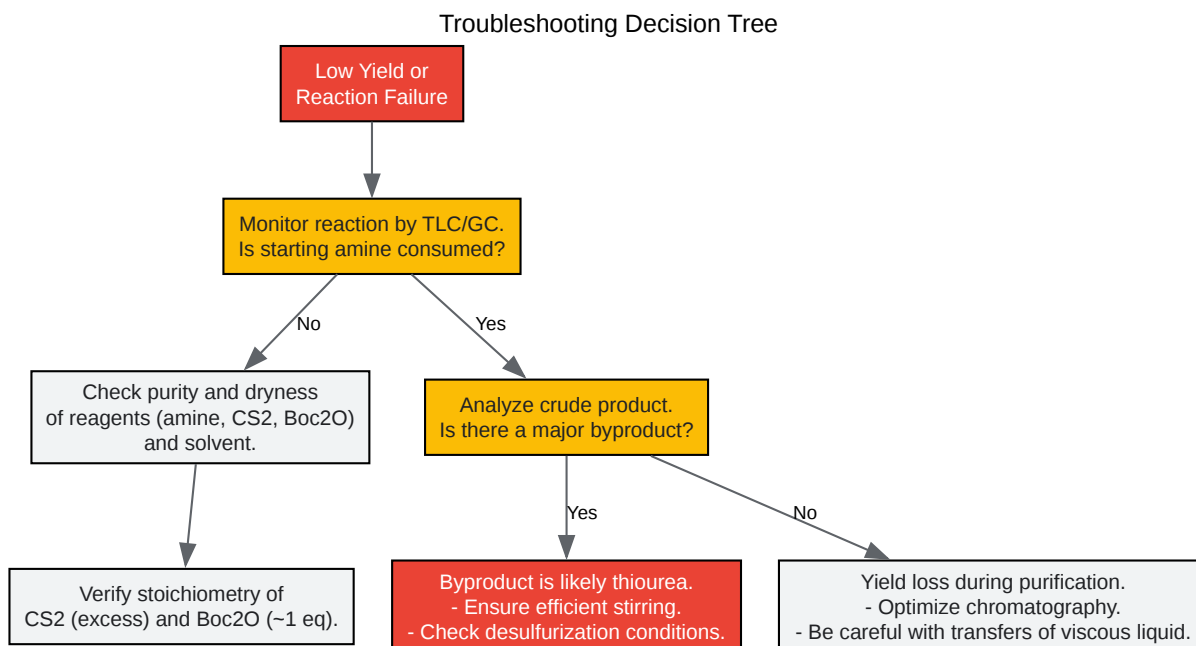 Troubleshooting Decision Tree
Low Yield or
Reaction Failure
Monitor reaction by TLC/GC.
Is starting amine consumed?
No
Yes
Check purity and dryness
of reagents (amine, CS2, Boc2O)
and solvent.
Analyze crude product.
Is there a major byproduct?
Yes
No
Verify stoichiometry of
CS2 (excess) and Boc2O (~1 eq).
Byproduct is likely thiourea.
- Ensure efficient stirring.
- Check desulfurization conditions.
Yield loss during purification.
- Optimize chromatography.
- Be careful with transfers of viscous liquid.